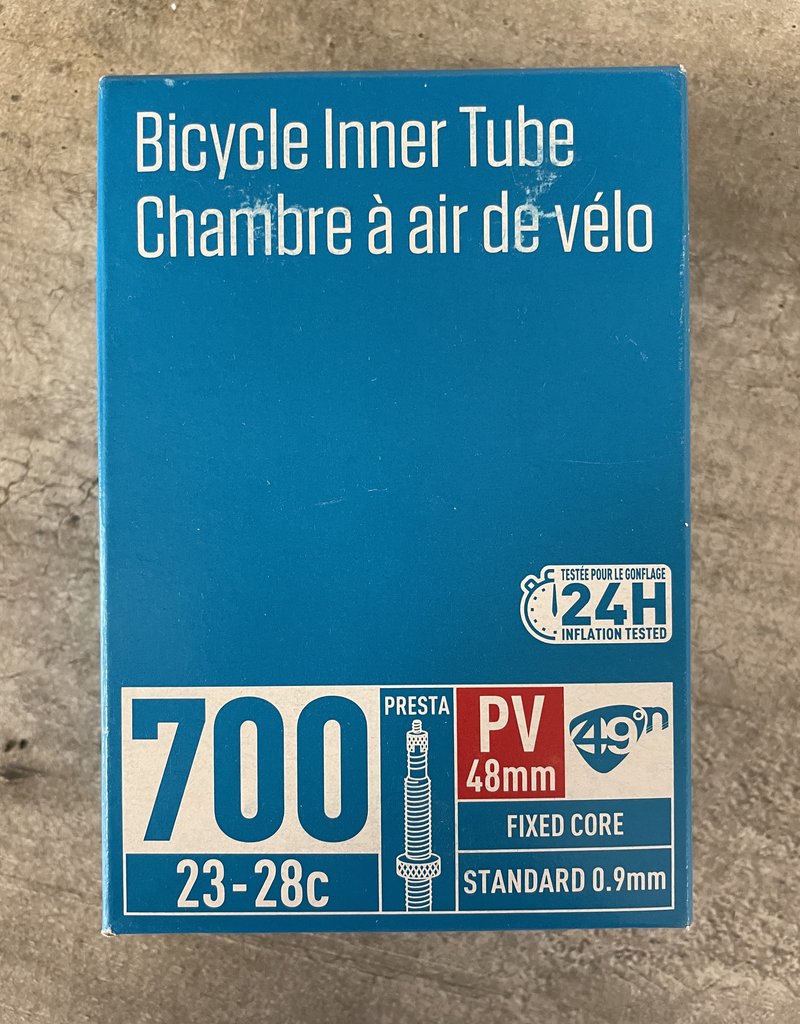 Bicycle Inner Tube
Chambre à air de vélo
TESTÉE POUR LE GONFLAGE
24H
INFLATION TESTED
700
23-28c
PRESTA
PV
48mm
49°n
FIXED CORE
STANDARD 0.9mm